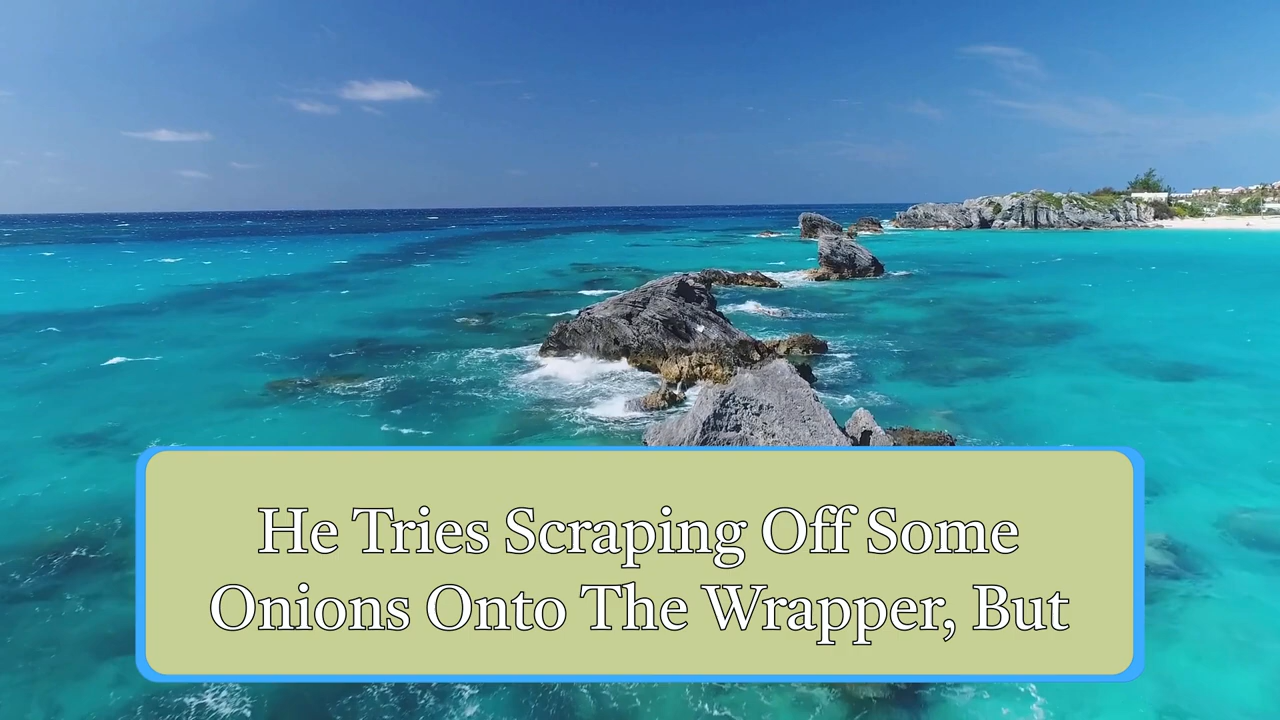 He Tries Scraping Off Some
Onions Onto The Wrapper, But